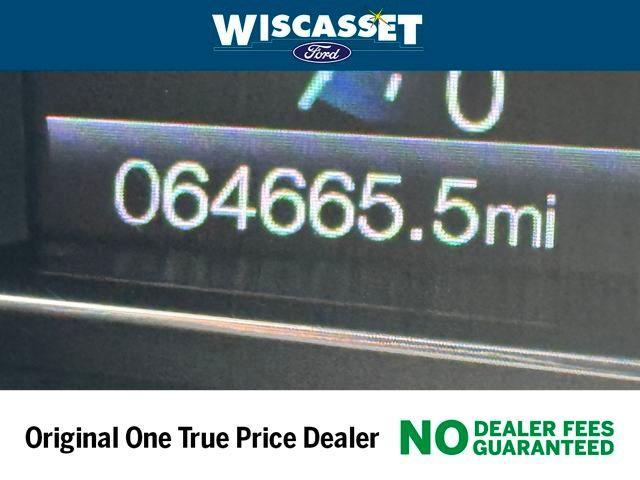 WISCASSET
Ford
0
064665.5mi
Original One True Price Dealer
NO DEALER FEES
GUARANTEED